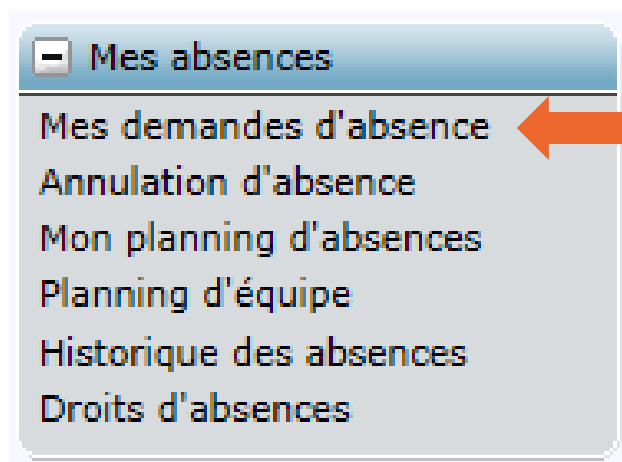 Mes absences
Mes demandes d'absence
Annulation d'absence
Mon planning d'absences
Planning d'équipe
Historique des absences
Droits d'absences